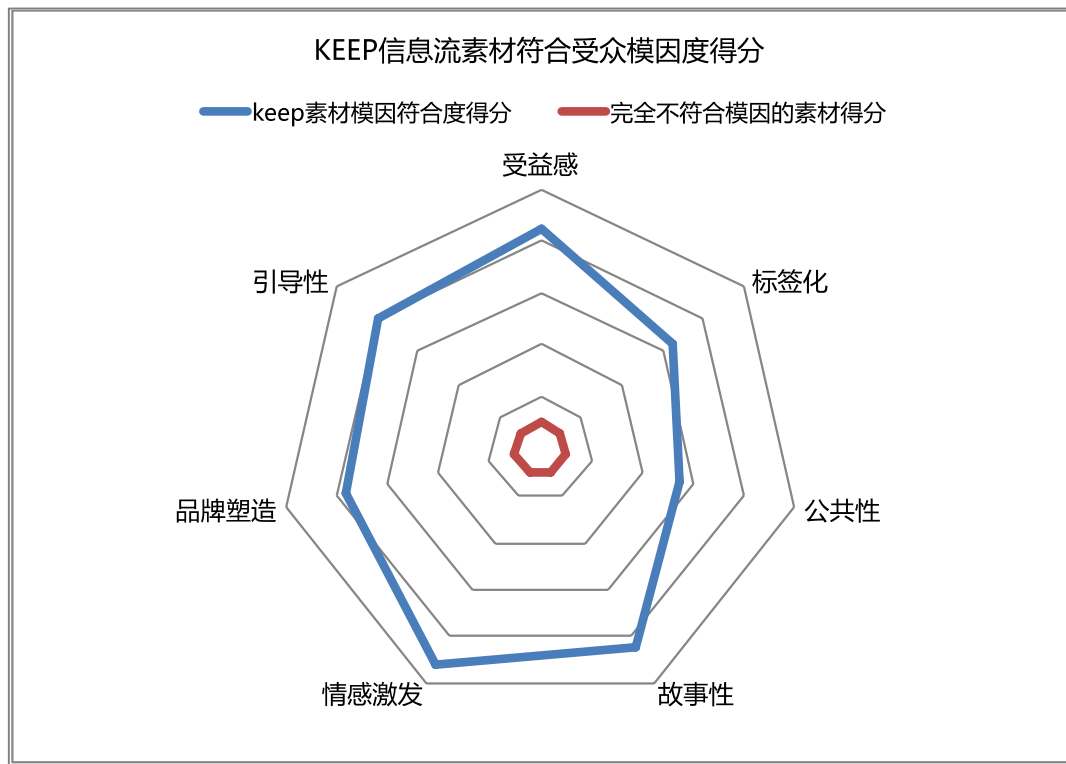 KEEP信息流素材符合受众模因度得分
keep素材模因符合度得分 完全不符合模因的素材得分
受益感
引导性 标签化
品牌塑造 公共性
情感激发 故事性